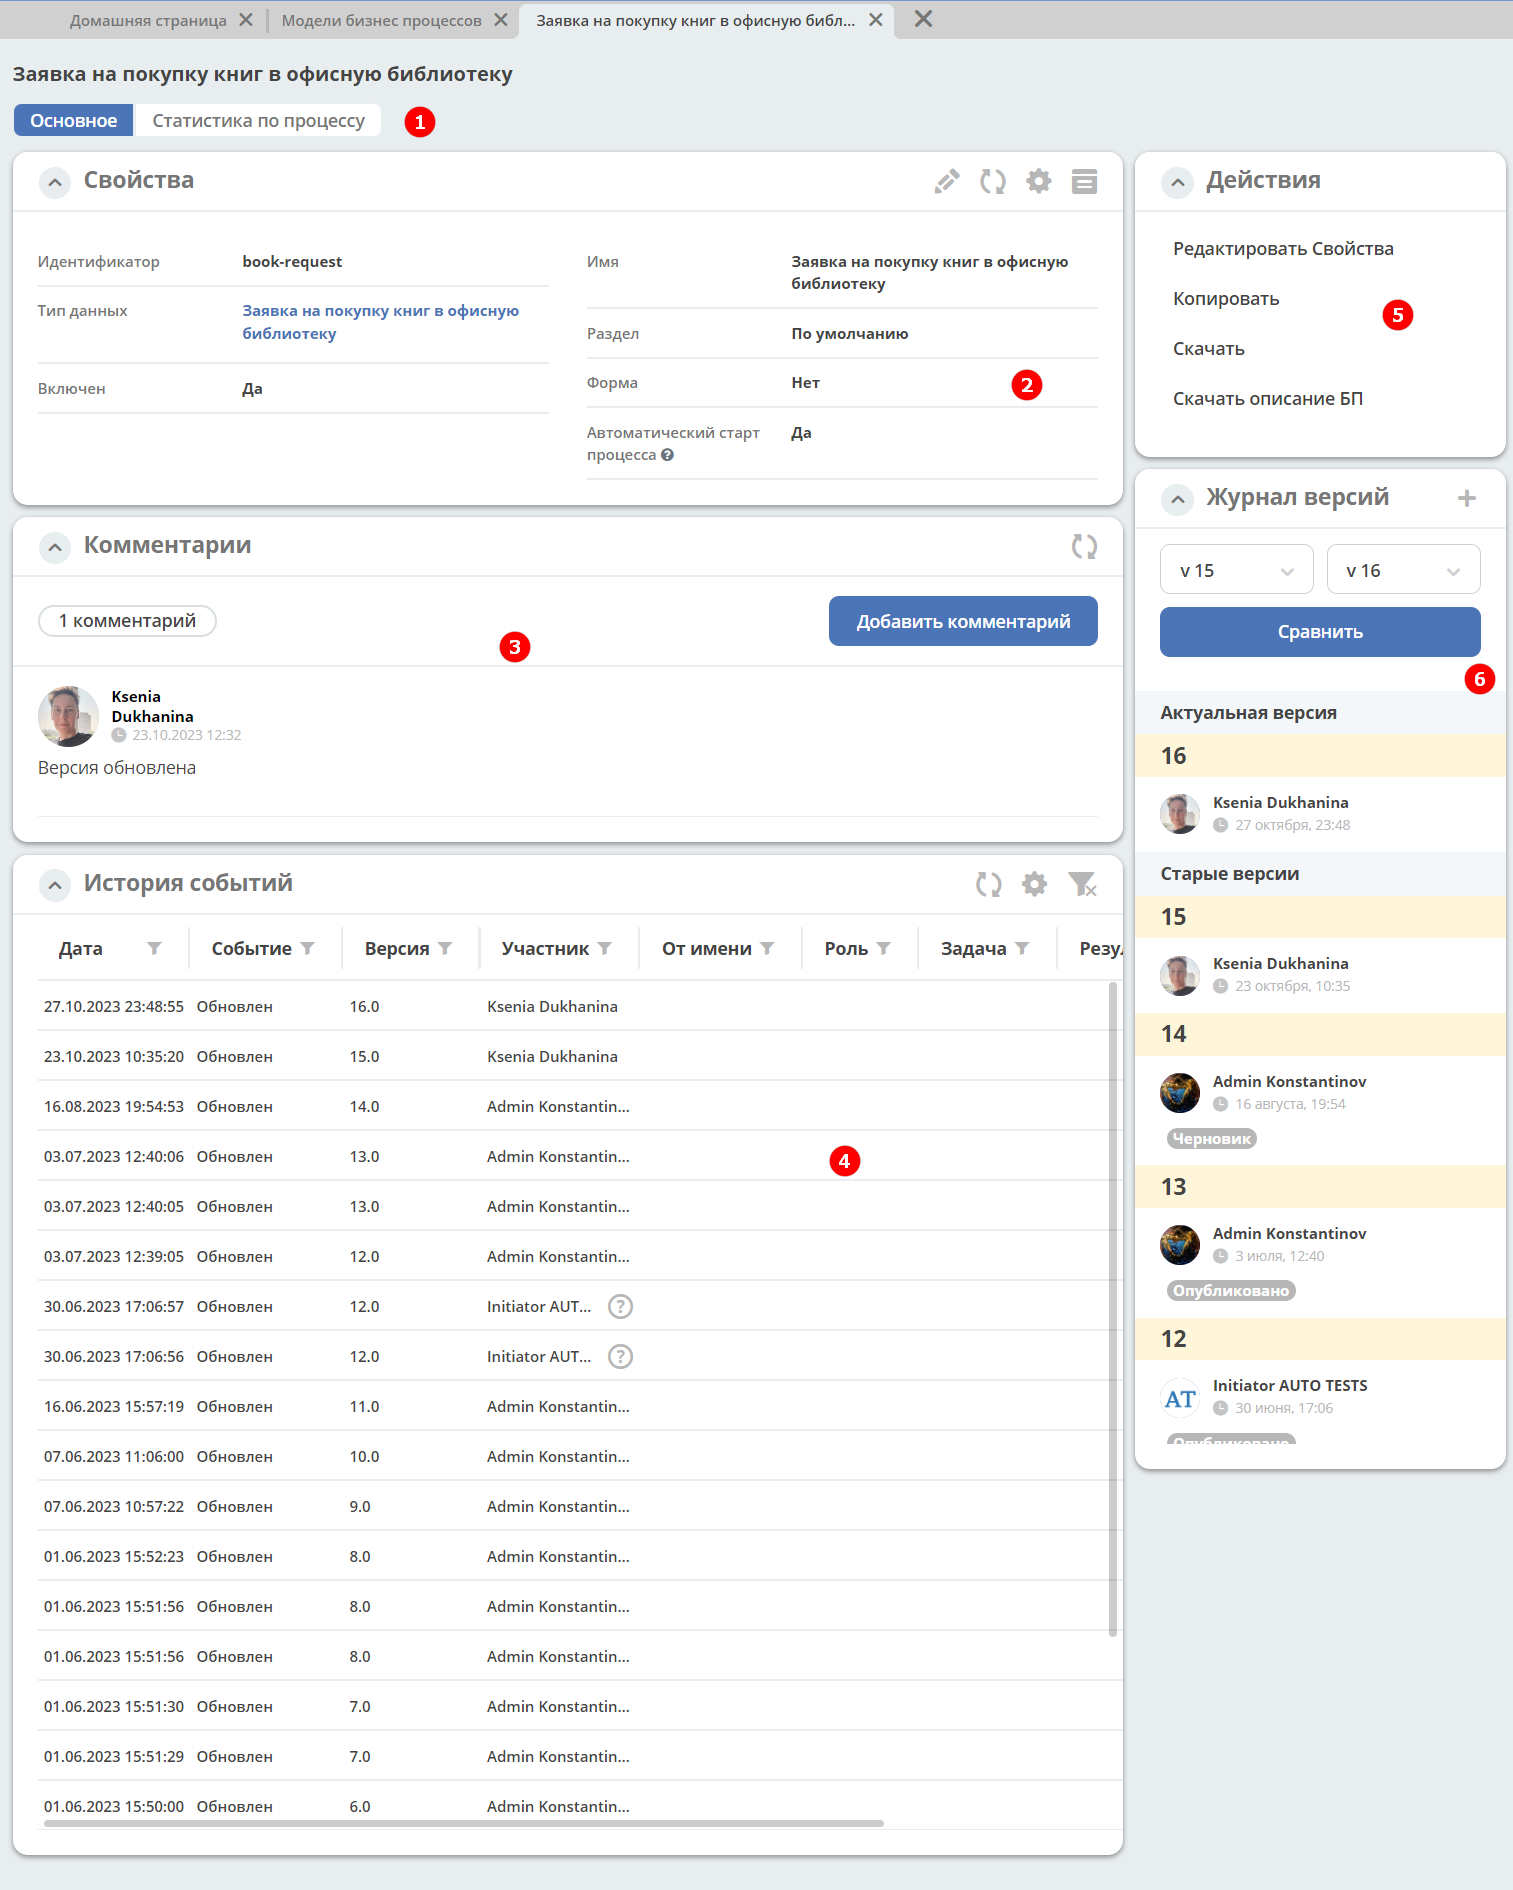 Домашняя страница
Модели бизнес процессов
Заявка на покупку книг в офисную библ...
Заявка на покупку книг в офисную библиотеку
Основное
Статистика по процессу
1
Свойства
Идентификатор
book-request
Тип данных
Заявка на покупку книг в офисную
библиотеку
Включен
Да
Имя
Заявка на покупку книг в офисную
библиотеку
Раздел
По умолчанию
Форма
Нет
2
Автоматический старт
процесса ?
Да
Комментарии
1 комментарий
Добавить комментарий
3
Ksenia
Dukhanina
23.10.2023 12:32
Версия обновлена
История событий
Дата Событие Версия Участник От имени Роль Задача Резу
27.10.2023 23:48:55 Обновлен 16.0 Ksenia Dukhanina
23.10.2023 10:35:20 Обновлен 15.0 Ksenia Dukhanina
16.08.2023 19:54:53 Обновлен 14.0 Admin Konstantin...
03.07.2023 12:40:06 Обновлен 13.0 Admin Konstantin... 4
03.07.2023 12:40:05 Обновлен 13.0 Admin Konstantin...
03.07.2023 12:39:05 Обновлен 12.0 Admin Konstantin...
30.06.2023 17:06:57 Обновлен 12.0 Initiator AUT... ?
30.06.2023 17:06:56 Обновлен 12.0 Initiator AUT... ?
16.06.2023 15:57:19 Обновлен 11.0 Admin Konstantin...
07.06.2023 11:06:00 Обновлен 10.0 Admin Konstantin...
07.06.2023 10:57:22 Обновлен 9.0 Admin Konstantin...
01.06.2023 15:52:23 Обновлен 8.0 Admin Konstantin...
01.06.2023 15:51:56 Обновлен 8.0 Admin Konstantin...
01.06.2023 15:51:56 Обновлен 8.0 Admin Konstantin...
01.06.2023 15:51:30 Обновлен 7.0 Admin Konstantin...
01.06.2023 15:51:29 Обновлен 7.0 Admin Konstantin...
01.06.2023 15:50:00 Обновлен 6.0 Admin Konstantin...
Действия
Редактировать Свойства
Копировать
5
Скачать
Скачать описание БП
Журнал версий
v 15
v 16
Сравнить
6
Актуальная версия
16
Ksenia Dukhanina
27 октября, 23:48
Старые версии
15
Ksenia Dukhanina
23 октября, 10:35
14
Admin Konstantinov
16 августа, 19:54
Черновик
13
Admin Konstantinov
3 июля, 12:40
Опубликовано
12
AT
Initiator AUTO TESTS
30 июня, 17:06
Опубликовано